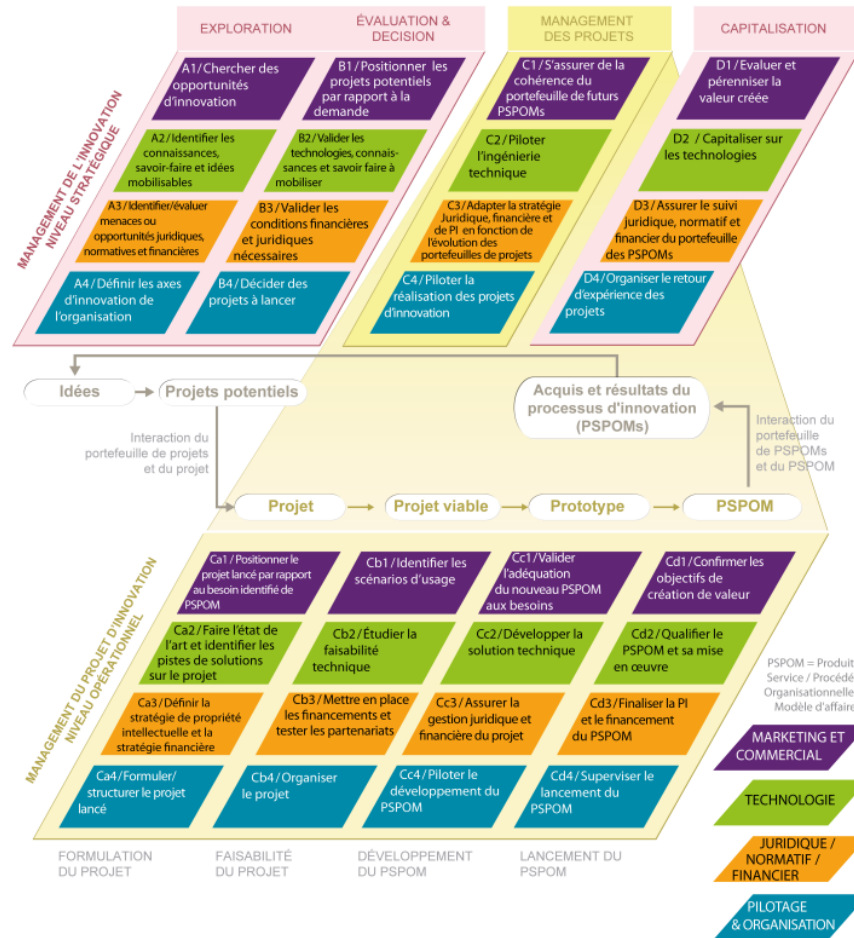 EXPLORATION
ÉVALUATION &
DECISION
MANAGEMENT
DES PROJETS
CAPITALISATION
MANAGEMENT DE L'INNOVATION
NIVEAU STRATÉGIQUE
A1/Chercher des
opportunités
d'innovation
B1/Positionner les
projets potentiels
par rapport à la
demande
C1/S'assurer de la
cohérence du
portefeuille de futurs
PSPOMs
D1/Evaluer et
pérenniser la
valeur créée
A2/Identifier les
connaissances,
savoir-faire et idées
mobilisables
B2/Valider les
technologies, connais-
sances et savoir faire à
mobiliser
C2/Piloter
l'ingénierie
technique
D2 / Capitaliser sur
les technologies
A3/Identifier/évaluer
menaces ou
opportunités juridiques,
normatives et financières
B3/Valider les
conditions financières
et juridiques
nécessaires
C3/Adapter la stratégie
Juridique, financière et
de PI en fonction de
l'évolution des
portefeuilles de projets
D3/Assurer le suivi
juridique, normatif et
financier du portefeuille
des PSPOMs
A4/Définir les axes
d'innovation de
l'organisation
B4/Décider des
projets à lancer
C4/Piloter la
réalisation des projets
d'innovation
D4/Organiser le retour
d'expérience des
projets
Idées
Projets potentiels
Acquis et résultats du
processus d'innovation
(PSPOMs)
Interaction du
portefeuille de projets
et du projet
Interaction du
portefeuille
de PSPOMs
et du PSPOM
Projet
Projet viable
Prototype
PSPOM
MANAGEMENT DU PROJET D'INNOVATION
NIVEAU OPÉRATIONNEL
Ca1/Positionner le
projet lancé par rapport
au besoin identifié de
PSPOM
Cb1/Identifier les
scénarios d'usage
Cc1/Valider
l'adéquation
du nouveau PSPOM
aux besoins
Cd1/Confirmer les
objectifs de
création de valeur
Ca2/Faire l'état de
l'art et identifier les
pistes de solutions
sur le projet
Cb2/Étudier la
faisabilité
technique
Cc2/Développer la
solution technique
Cd2/Qualifier le
PSPOM et sa mise
en œuvre
Ca3/Définir la
stratégie de propriété
intellectuelle et la
stratégie financière
Cb3/Mettre en place
les financements et
tester les partenariats
Cc3/Assurer la
gestion juridique et
financière du projet
Cd3/Finaliser la PI
et le financement
du PSPOM
Ca4/Formuler/
structurer le projet
lancé
Cb4/Organiser
le projet
Cc4/Piloter le
développement du
PSPOM
Cd4/Superviser le
lancement du
PSPOM
FORMULATION
DU PROJET
FAISABILITÉ
DU PROJET
DÉVELOPPEMENT
DU PSPOM
LANCEMENT DU
PSPOM
PSPOM = Produit
Service / Procédé
Organisationnelle
Modèle d'affaire
MARKETING ET
COMMERCIAL
TECHNOLOGIE
JURIDIQUE /
NORMATIF /
FINANCIER
PILOTAGE
& ORGANISATION